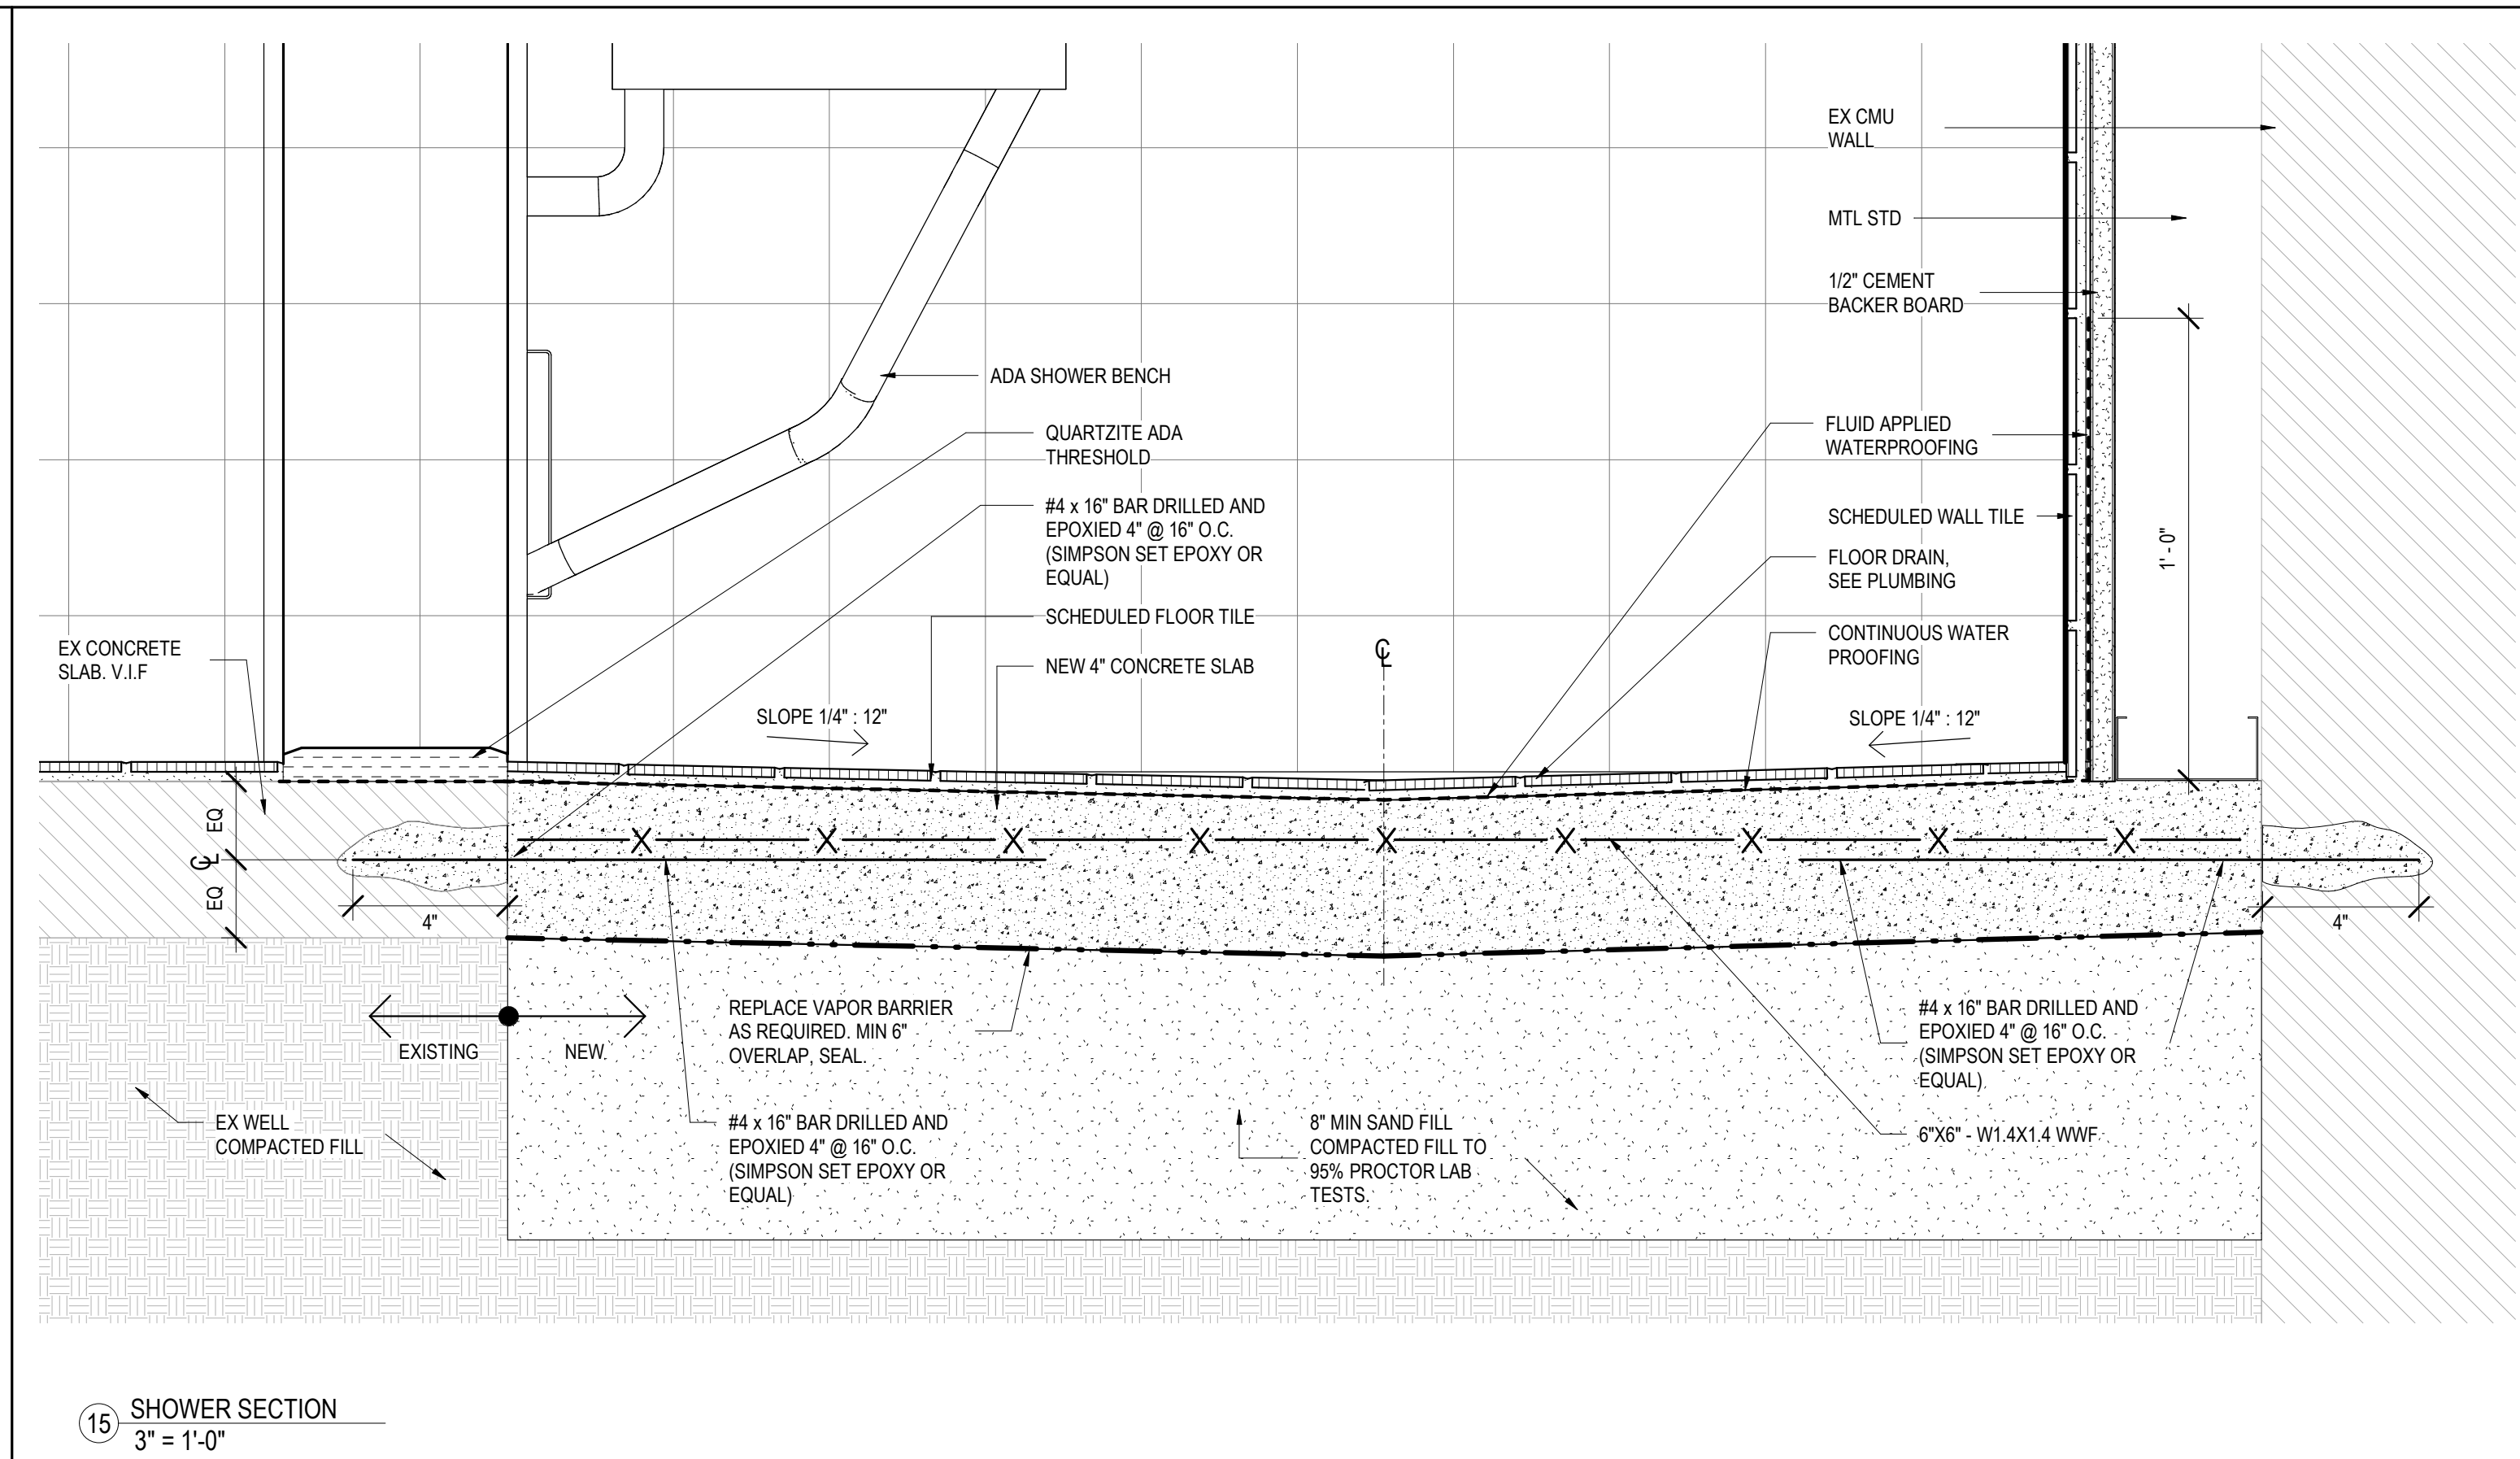 EX CMU
WALL
MTL STD
1/2" CEMENT
BACKER BOARD
ADA SHOWER BENCH
QUARTZITE ADA
THRESHOLD
#4 x 16" BAR DRILLED AND
EPOXIED 4" @ 16" O.C.
(SIMPSON SET EPOXY OR
EQUAL)
SCHEDULED FLOOR TILE
NEW 4" CONCRETE SLAB
FLUID APPLIED
WATERPROOFING
SCHEDULED WALL TILE
FLOOR DRAIN,
SEE PLUMBING
CONTINUOUS WATER
PROOFING
1' - 0"
EX CONCRETE
SLAB. V.I.F
SLOPE 1/4" : 12"
CL
SLOPE 1/4" : 12"
EQ
CL
EQ
4"
4"
EXISTING
NEW
REPLACE VAPOR BARRIER
AS REQUIRED. MIN 6"
OVERLAP, SEAL.
#4 x 16" BAR DRILLED AND
EPOXIED 4" @ 16" O.C.
(SIMPSON SET EPOXY OR
EQUAL)
EX WELL
COMPACTED FILL
#4 x 16" BAR DRILLED AND
EPOXIED 4" @ 16" O.C.
(SIMPSON SET EPOXY OR
EQUAL)
8" MIN SAND FILL
COMPACTED FILL TO
95% PROCTOR LAB
TESTS.
6"X6" - W1.4X1.4 WWF
15 SHOWER SECTION
3" = 1'-0"